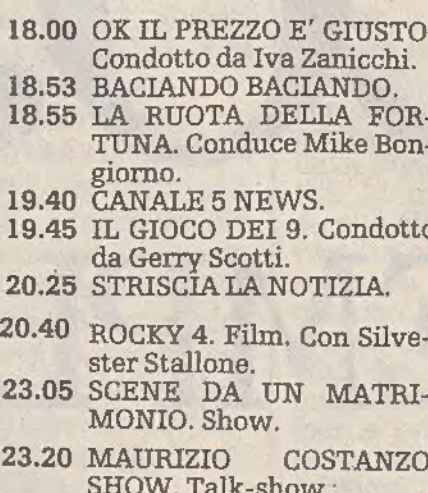 18.00 OK IL PREZZO E' GIUSTO
Condotto da Iva Zanicchi.
18.53 BACIANDO BACIANDO.
18.55 LA RUOTA DELLA FOR-
TUNA. Conduce Mike Bon-
giorno.
19.40 CANALE 5 NEWS.
19.45 IL GIOCO DEI 9. Condotto
da Gerry Scotti.
20.25 STRISCIA LA NOTIZIA.
20.40 ROCKY 4. Film. Con Silve-
ster Stallone.
23.05 SCENE DA UN MATRI-
MONIO. Show.
23.20 MAURIZIO COSTANZO
SHOW. Talk-show.